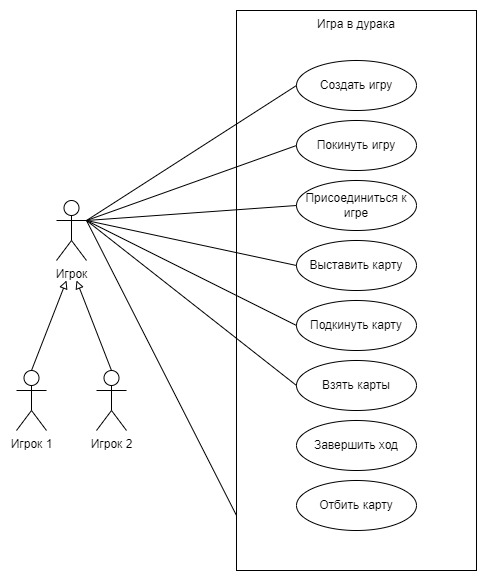 Игра в дурака
Создать игру
Покинуть игру
Присоединиться к
игре
Выставить карту
Подкинуть карту
Взять карты
Завершить ход
Отбить карту
Игрок
Игрок 1
Игрок 2